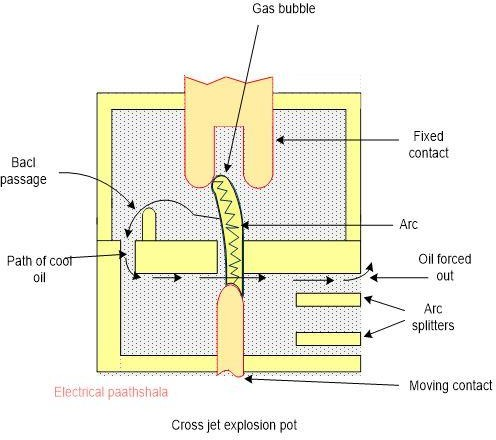 Gas bubble
Fixed
contact
Bacl
passage
Arc
Path of cool
oil
Oil forced
out
Arc
splitters
Moving contact
Electrical paathshala
Cross jet explosion pot